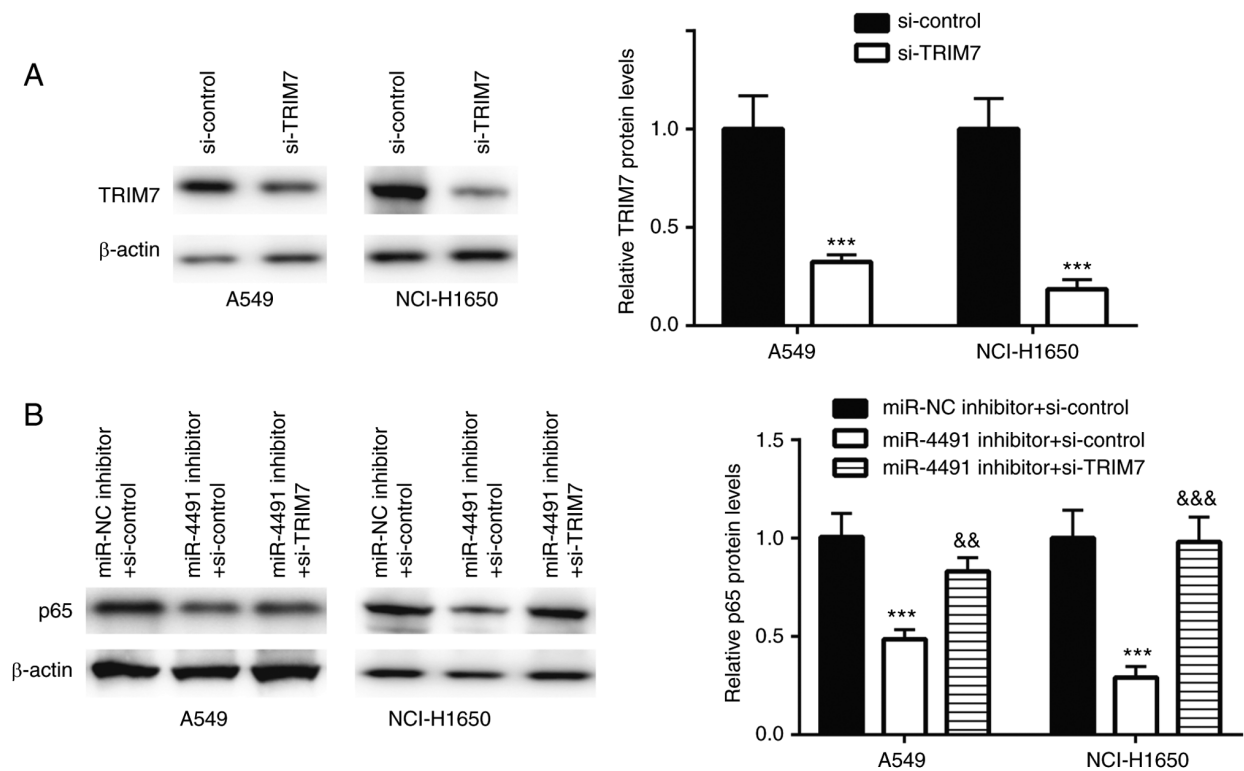 A
si-control
si-TRIM7
si-control
si-TRIM7
TRIM7
β-actin
A549
NCI-H1650
si-control
si-TRIM7
Relative TRIM7 protein levels
1.0
0.5
0.0
***
***
A549
NCI-H1650
B
miR-NC inhibitor
+si-control
miR-4491 inhibitor
+si-control
miR-4491 inhibitor
+si-TRIM7
miR-NC inhibitor
+si-control
miR-4491 inhibitor
+si-control
miR-4491 inhibitor
+si-TRIM7
p65
β-actin
A549
NCI-H1650
miR-NC inhibitor+si-control
miR-4491 inhibitor+si-control
miR-4491 inhibitor+si-TRIM7
Relative p65 protein levels
1.5
1.0
0.5
0.0
***
&&
***
&&&
A549
NCI-H1650